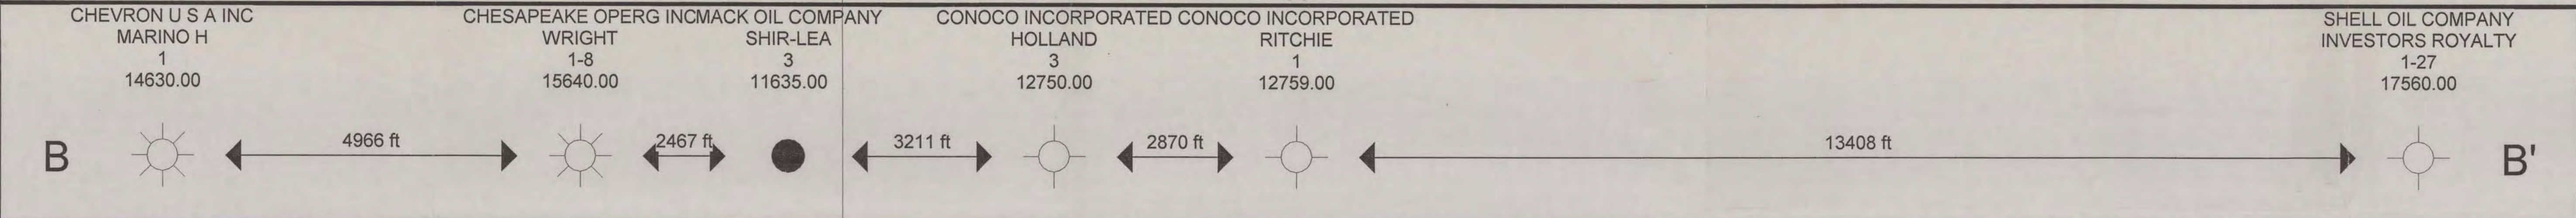 CHEVRON U S A INC
MARINO H
1
14630.00
CHESAPEAKE OPERG INC
WRIGHT
1-8
15640.00
MACK OIL COMPANY
SHIR-LEA
3
11635.00
CONOCO INCORPORATED
HOLLAND
3
12750.00
CONOCO INCORPORATED
RITCHIE
1
12759.00
SHELL OIL COMPANY
INVESTORS ROYALTY
1-27
17560.00
B
4966 ft
2467 ft
3211 ft
2870 ft
13408 ft
B'